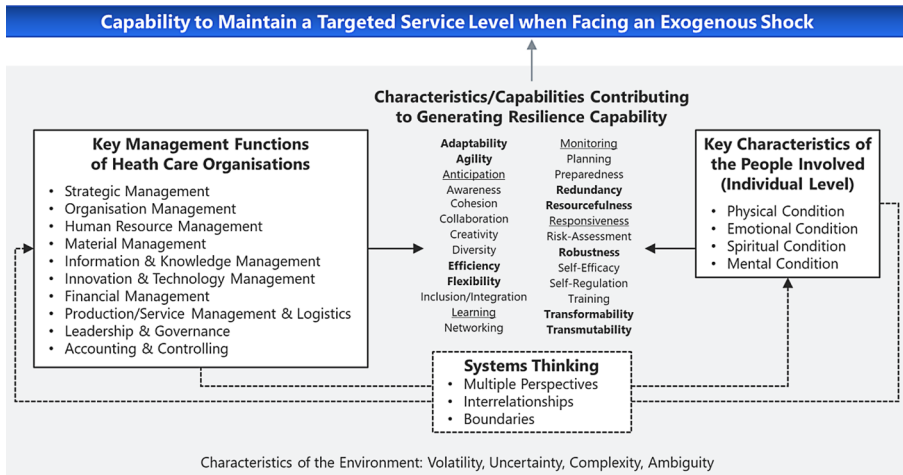 Capability to Maintain a Targeted Service Level when Facing an Exogenous Shock
Characteristics/Capabilities Contributing
to Generating Resilience Capability
Key Management Functions
of Heath Care Organisations
• Strategic Management
• Organisation Management
• Human Resource Management
• Material Management
• Information & Knowledge Management
• Innovation & Technology Management
• Financial Management
• Production/Service Management & Logistics
• Leadership & Governance
• Accounting & Controlling
Adaptability
Agility
Anticipation
Awareness
Cohesion
Collaboration
Creativity
Diversity
Efficiency
Flexibility
Inclusion/Integration
Learning
Networking
Monitoring
Planning
Preparedness
Redundancy
Resourcefulness
Responsiveness
Risk-Assessment
Robustness
Self-Efficacy
Self-Regulation
Training
Transformability
Transmutability
Key Characteristics of
the People Involved
(Individual Level)
• Physical Condition
• Emotional Condition
• Spiritual Condition
• Mental Condition
Systems Thinking
• Multiple Perspectives
• Interrelationships
• Boundaries
Characteristics of the Environment: Volatility, Uncertainty, Complexity, Ambiguity